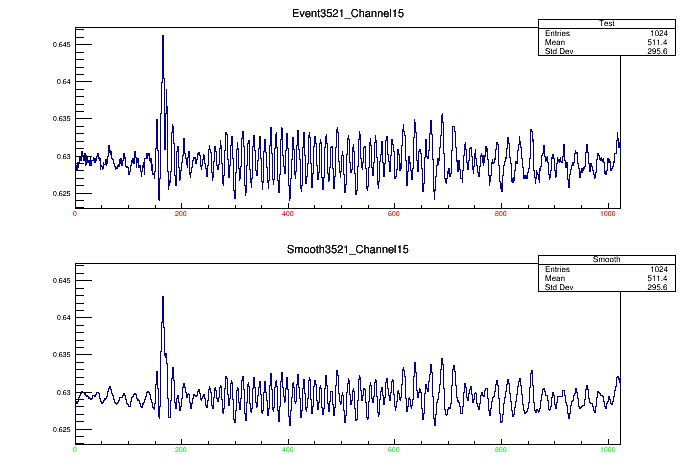 Event3521_Channel15
Test
Entries 1024
Mean 511.4
Std Dev 295.6
0.645
0.64
0.635
0.63
0.625
0 200 400 600 800 1000
Smooth3521_Channel15
Smooth
Entries 1024
Mean 511.4
Std Dev 295.6
0.645
0.64
0.635
0.63
0.625
0 200 400 600 800 1000